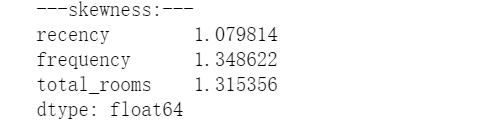 ---skewness:---
recency 1.079814
frequency 1.348622
total_rooms 1.315356
dtype: float64